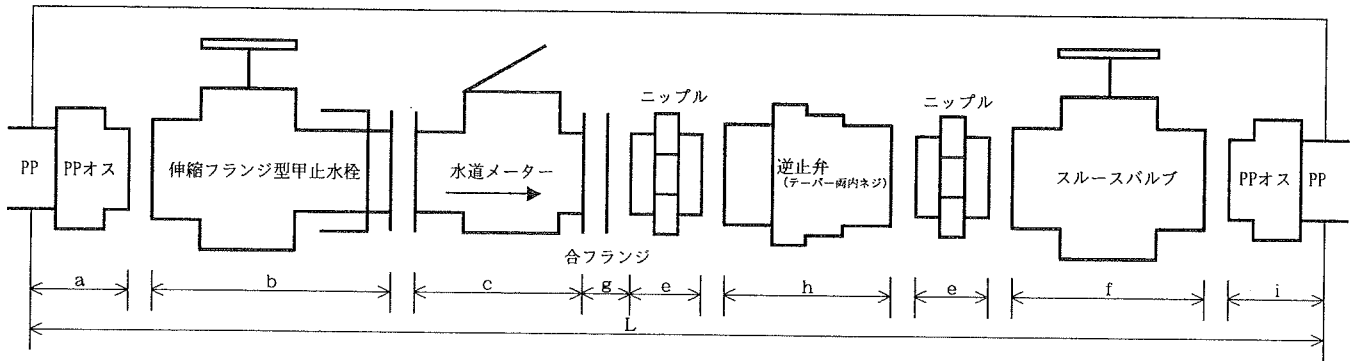 ニップル
ニップル
PP
PPオス
伸縮フランジ型甲止水栓
水道メーター
逆止弁
(テーパー両内ネジ)
スルースバルブ
PPオス
PP
合フランジ
a
b
c
g
e
h
e
f
i
L